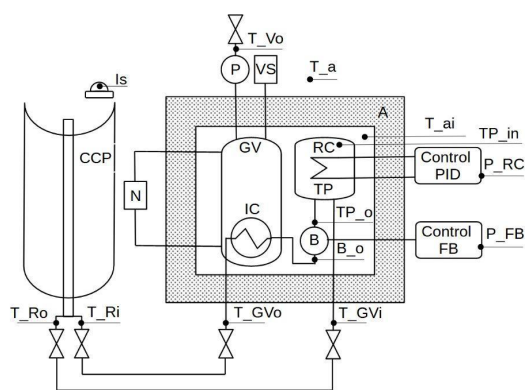 T_Vo
Is
P
VS
T_a
A
T_ai
TP_in
CCP
GV
RC
Control
PID
P_RC
N
TP
IC
TP_o
P_FB
B
Control
FB
B_o
T_Ro
T_Ri
T_GVo
T_GVi